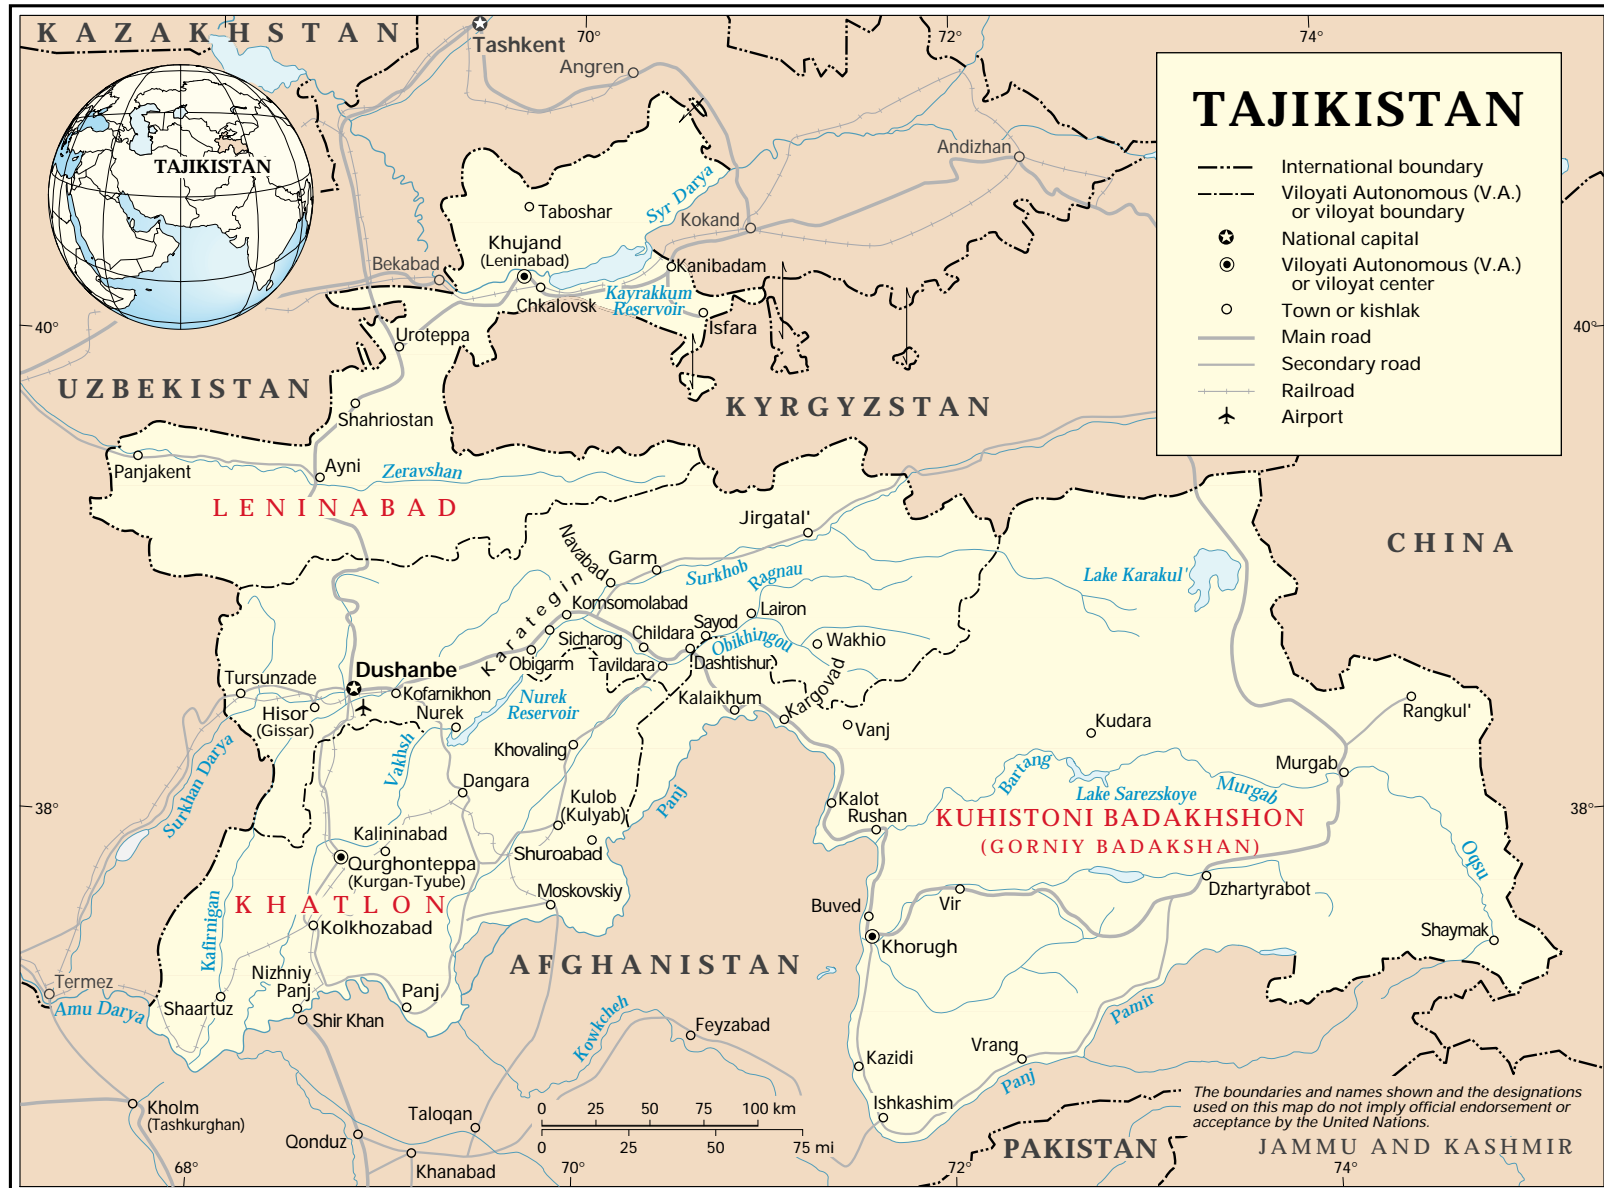 KAZAKHSTAN
70°
72°
74°
Tashkent
Angren
TAJIKISTAN
International boundary
Viloyati Autonomous (V.A.)
or viloyat boundary
National capital
Viloyati Autonomous (V.A.)
or viloyat center
Town or kishlak
Main road
Secondary road
Railroad
Airport
TAJIKISTAN
Andizhan
Syr Darya
Taboshar
Kokand
Khujand
(Leninabad)
Bekabad
Kanibadam
Kayrakkum
Reservoir
Chkalovsk
Isfara
40°
40°
Uroteppa
UZBEKISTAN
KYRGYZSTAN
Shahriostan
Panjakent
Ayni
Zeravshan
LENINABAD
Jirgatal'
CHINA
Navabad
Garm
Surkhob
Ragnau
Lake Karakul'
Karategin
Komsomolabad
Lairon
Sicharog
Childara
Sayod
Obikhingou
Wakhio
Obigarm
Tavildara
Dashtishur
Dushanbe
Tursunzade
Kofarnikhon
Hisor
(Gissar)
Nurek
Nurek
Reservoir
Kalaikhum
Kargovad
Vanj
Kudara
Rangkul'
Surkhan Darya
Vakhsh
Khovaling
Dangara
Panj
Bartang
Lake Sarezskoye
Murgab
Murgab
38°
38°
Kulob
(Kulyab)
Kalot
Rushan
KUHISTONI BADAKHSHON
(GORNIY BADAKSHAN)
Kalininabad
Qurghonteppa
(Kurgan-Tyube)
Shuroabad
Oqsu
KHATLON
Moskovskiy
Dzhartyrabot
Vir
Buved
Kafirnigan
Kolkhozabad
Khorugh
Shaymak
AFGHANISTAN
Termez
Amu Darya
Nizhniy
Panj
Shaartuz
Panj
Shir Khan
Kowkcheh
Feyzabad
Pamir
Kazidi
Vrang
Panj
Ishkashim
Kholm
(Tashkurghan)
Taloqan
Qonduz
Khanabad
0 25 50 75 100 km
0 25 50 75 mi
The boundaries and names shown and the designations
used on this map do not imply official endorsement or
acceptance by the United Nations.
PAKISTAN
JAMMU AND KASHMIR
68°
70°
72°
74°